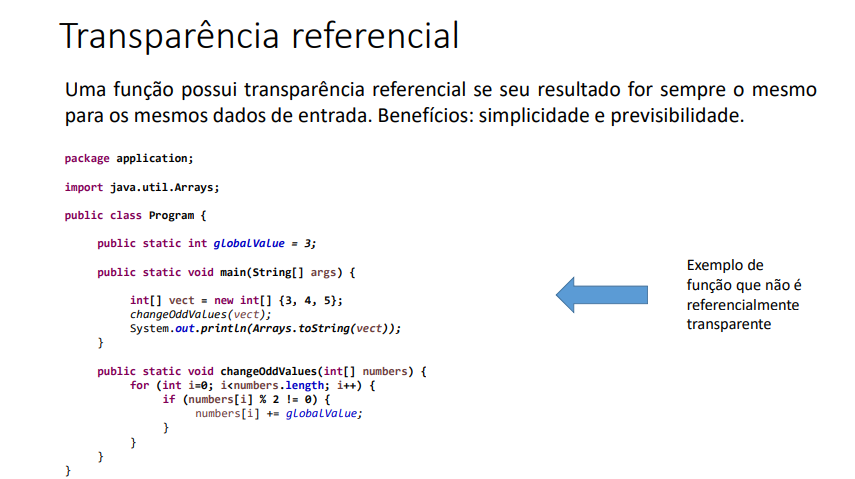 Transparência referencial
Uma função possui transparência referencial se seu resultado for sempre o mesmo
para os mesmos dados de entrada. Benefícios: simplicidade e previsibilidade.
package application;
import java.util.Arrays;
public class Program {
public static int globalValue = 3;
public static void main(String[] args) {
int[] vect = new int[] {3, 4, 5};
changeOddValues(vect);
System.out.println(Arrays.toString(vect));
}
public static void changeOddValues(int[] numbers) {
for (int i=0; i<numbers.length; i++) {
if (numbers[i] % 2 != 0) {
numbers[i] += globalValue;
}
}
}
}
Exemplo de
função que não é
referencialmente
transparente